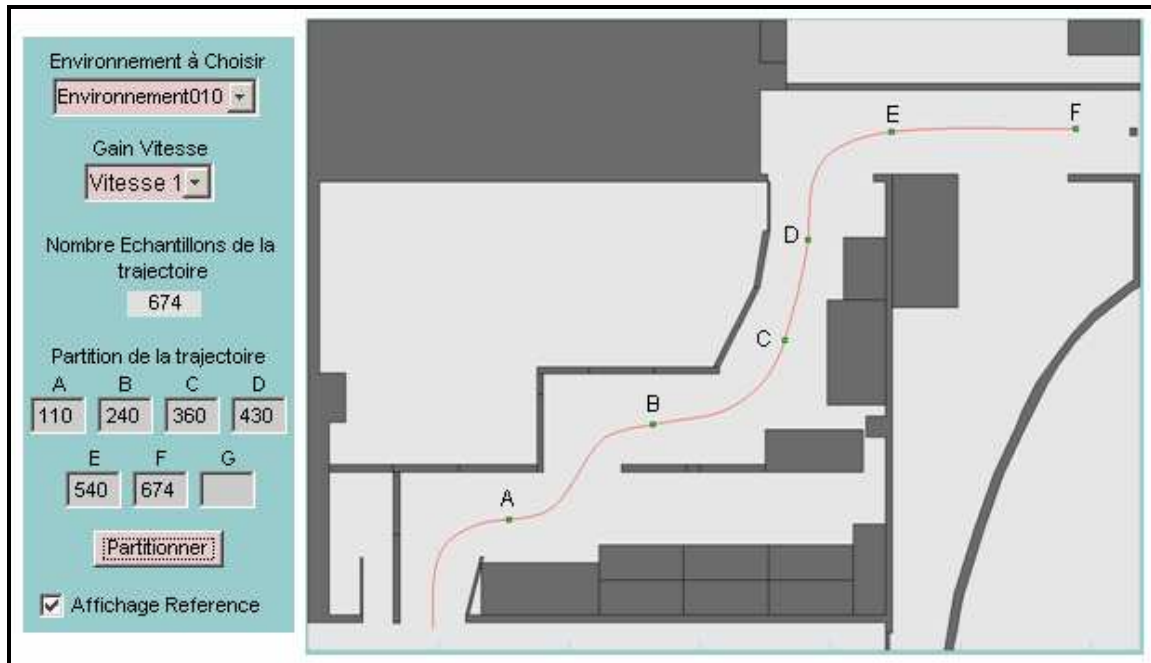 Environnement à Choisir
Environnement010
Gain Vitesse
Vitesse 1
Nombre Echantillons de la
trajectoire
674
Partition de la trajectoire
A B C D
110 240 360 430
E F G
540 674
Partitionner
Affichage Reference
E F
D
C
B
A